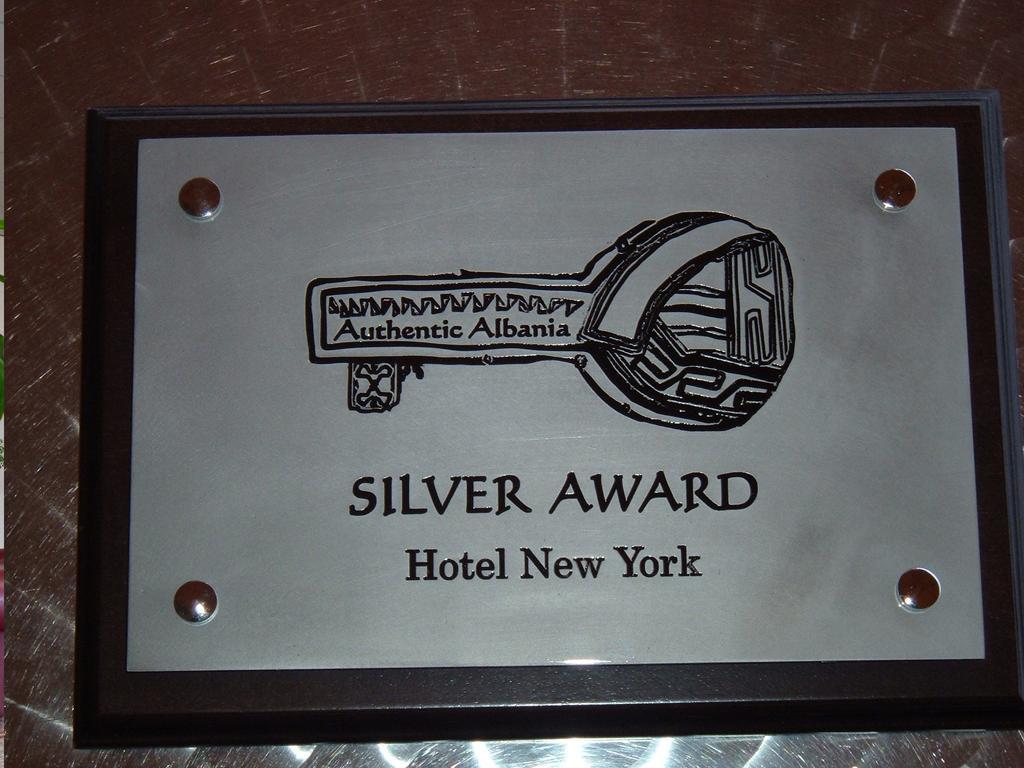 Authentic Albania
SILVER AWARD
Hotel New York